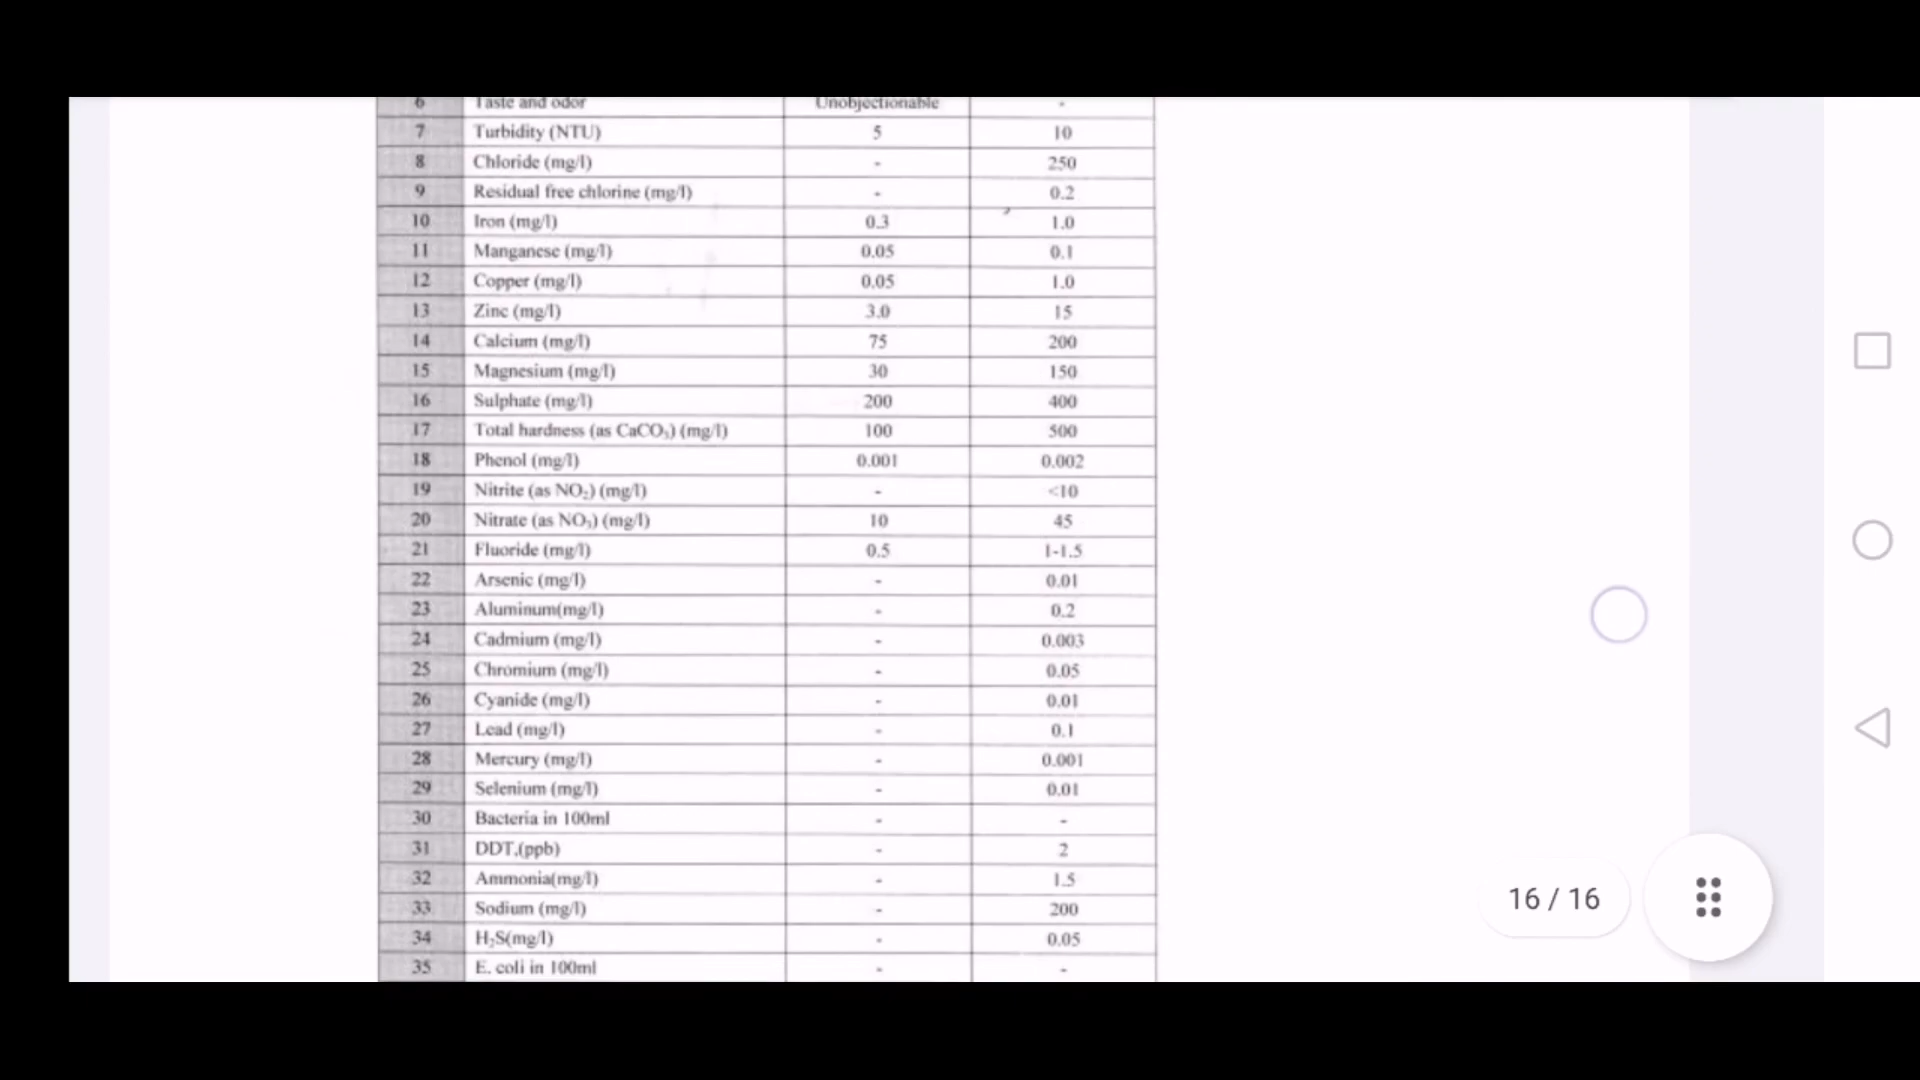 6 Taste and odor Unobjectionable -
7 Turbidity (NTU) 5 10
8 Chloride (mg/l) - 250
9 Residual free chlorine (mg/l) - 0.2
10 Iron (mg/l) 0.3 1.0
11 Manganese (mg/l) 0.05 0.1
12 Copper (mg/l) 0.05 1.0
13 Zinc (mg/l) 3.0 15
14 Calcium (mg/l) 75 200
15 Magnesium (mg/l) 30 150
16 Sulphate (mg/l) 200 400
17 Total hardness (as CaCO₃) (mg/l) 100 500
18 Phenol (mg/l) 0.001 0.002
19 Nitrite (as NO₂) (mg/l) - <10
20 Nitrate (as NO₃) (mg/l) 10 45
21 Fluoride (mg/l) 0.5 1-1.5
22 Arsenic (mg/l) - 0.01
23 Aluminum(mg/l) - 0.2
24 Cadmium (mg/l) - 0.003
25 Chromium (mg/l) - 0.05
26 Cyanide (mg/l) - 0.01
27 Lead (mg/l) - 0.1
28 Mercury (mg/l) - 0.001
29 Selenium (mg/l) - 0.01
30 Bacteria in 100ml - -
31 DDT,(ppb) - 2
32 Ammonia(mg/l) - 1.5
33 Sodium (mg/l) - 200
34 H₂S(mg/l) - 0.05
35 E. coli in 100ml - -
16 / 16